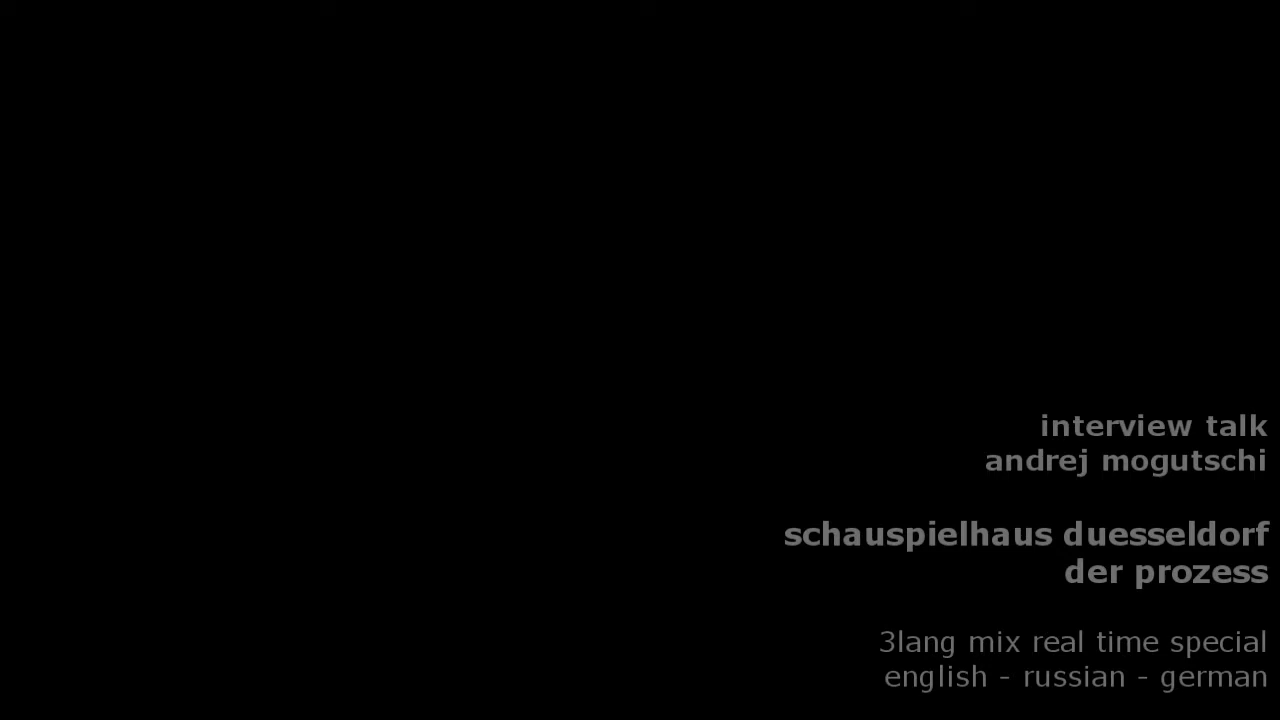 interview talk
andrej mogutschi
schauspielhaus duesseldorf
der prozess
3lang mix real time special
english - russian - german